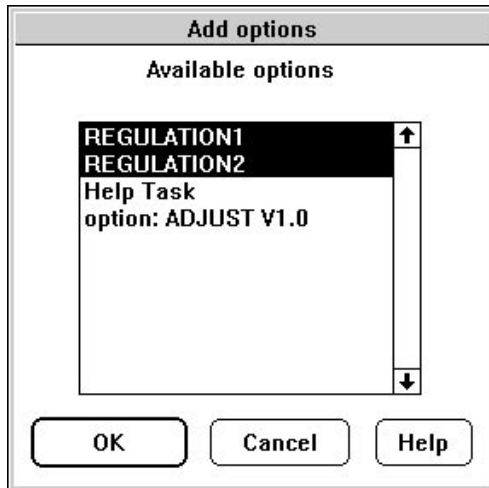 Add options
Available options
REGULATION1
REGULATION2
Help Task
option: ADJUST V1.0
OK Cancel Help